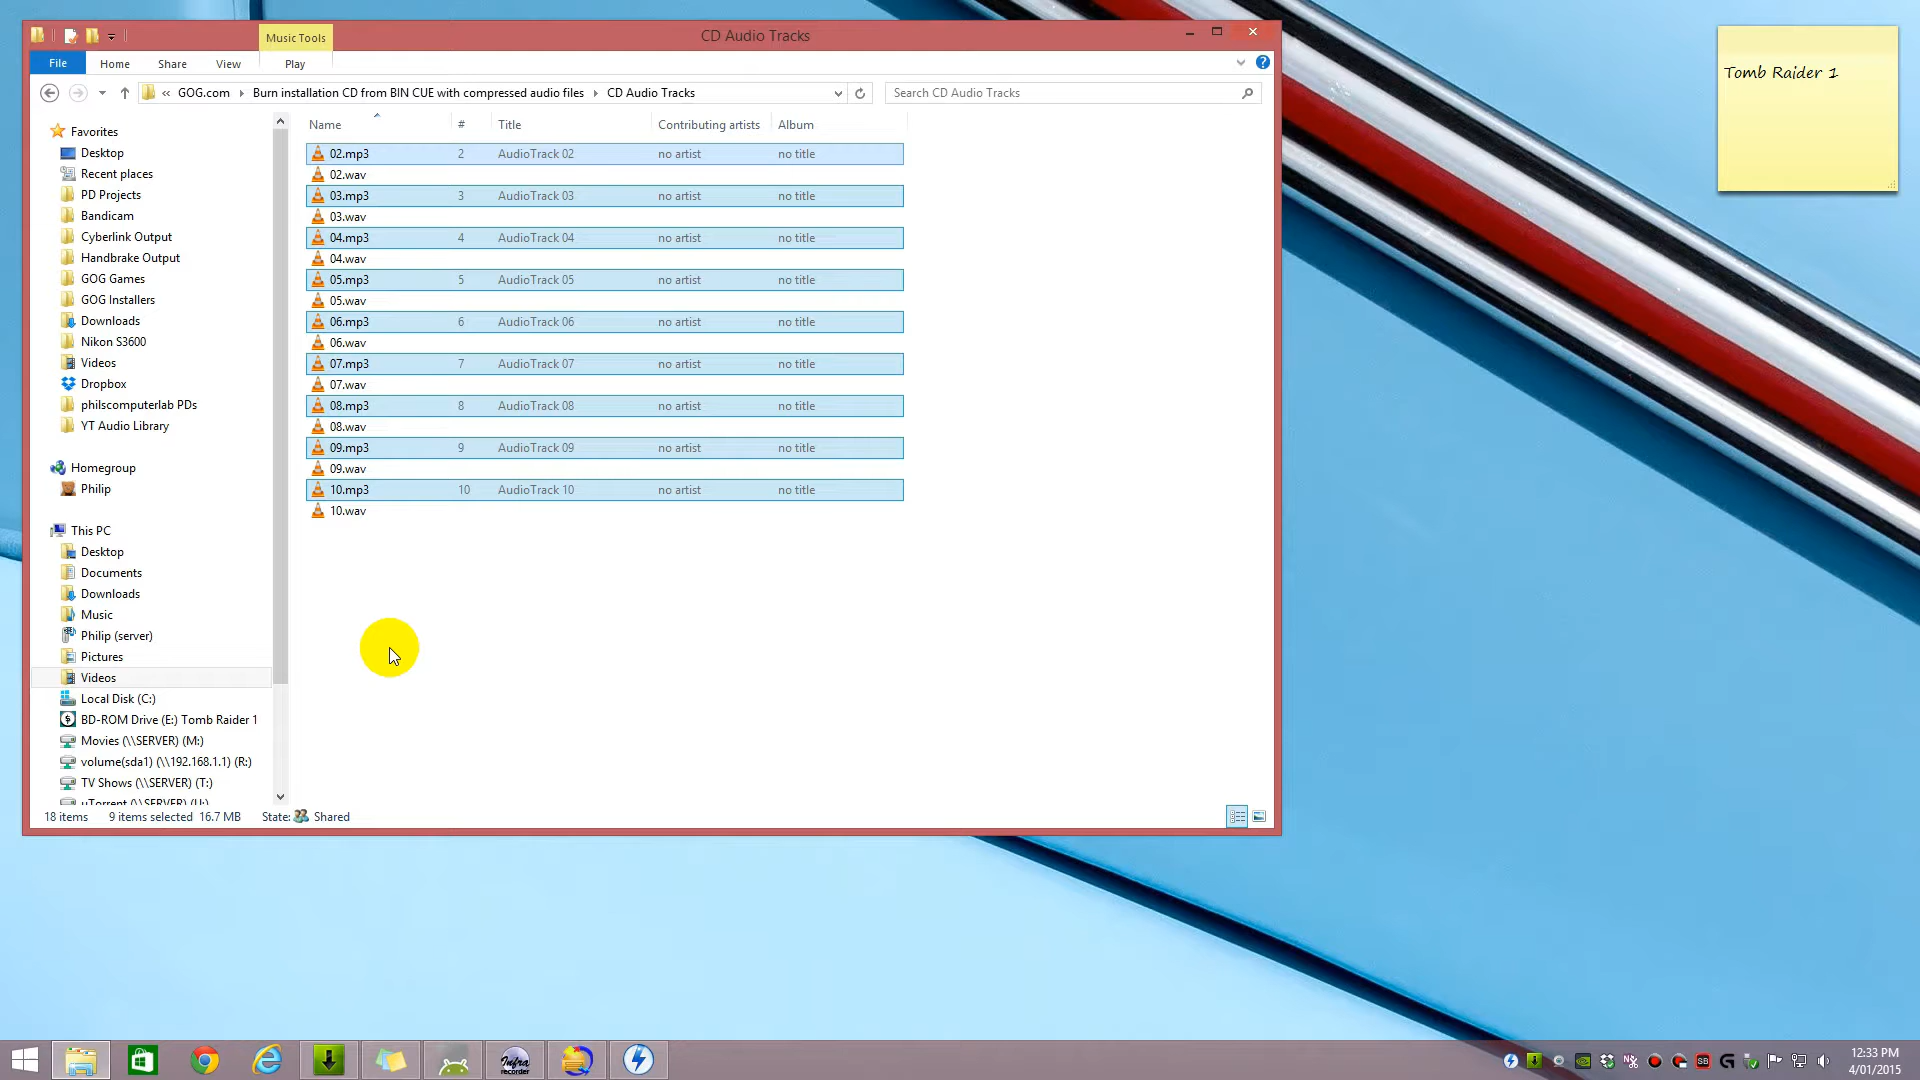 Music Tools
CD Audio Tracks
File
Home
Share
View
Play
« GOG.com
Burn installation CD from BIN CUE with compressed audio files
CD Audio Tracks
Search CD Audio Tracks
Name
#
Title
Contributing artists
Album
02.mp3 2 AudioTrack 02 no artist no title
02.wav
03.mp3 3 AudioTrack 03 no artist no title
03.wav
04.mp3 4 AudioTrack 04 no artist no title
04.wav
05.mp3 5 AudioTrack 05 no artist no title
05.wav
06.mp3 6 AudioTrack 06 no artist no title
06.wav
07.mp3 7 AudioTrack 07 no artist no title
07.wav
08.mp3 8 AudioTrack 08 no artist no title
08.wav
09.mp3 9 AudioTrack 09 no artist no title
09.wav
10.mp3 10 AudioTrack 10 no artist no title
10.wav
Favorites
Desktop
Recent places
PD Projects
Bandicam
Cyberlink Output
Handbrake Output
GOG Games
GOG Installers
Downloads
Nikon S3600
Videos
Dropbox
philscomputerlab PDs
YT Audio Library
Homegroup
Philip
This PC
Desktop
Documents
Downloads
Music
Philip (server)
Pictures
Videos
Local Disk (C:)
BD-ROM Drive (E:) Tomb Raider 1
Movies (\\SERVER) (M:)
volume(sda1) (\\192.168.1.1) (R:)
TV Shows (\\SERVER) (T:)
uTorrent (\\SERVER) (U:)
18 items
9 items selected 16.7 MB
State:
Shared
Tomb Raider 1
Infra
recorder
SB
12:33 PM
4/01/2015